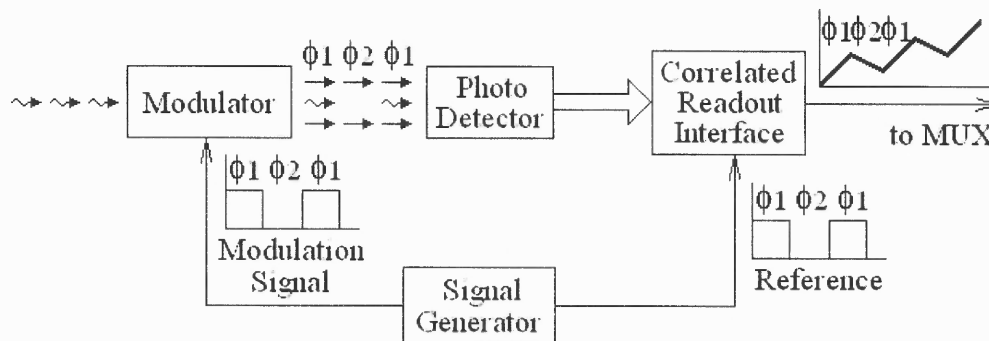 ϕ1 ϕ2 ϕ1
Modulator
Photo
Detector
Correlated
Readout
Interface
ϕ1ϕ2ϕ1
to MUX
ϕ1 ϕ2 ϕ1
Modulation
Signal
Signal
Generator
ϕ1 ϕ2 ϕ1
Reference